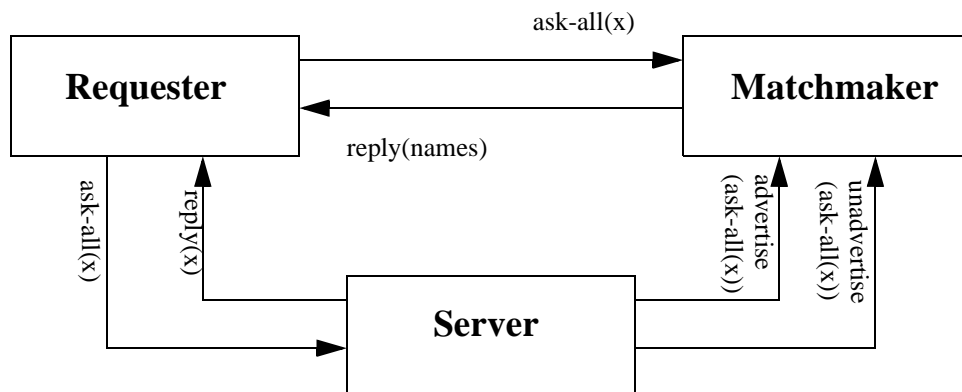 ask-all(x)
Requester
Matchmaker
reply(names)
ask-all(x)
reply(x)
advertise
(ask-all(x))
unadvertise
(ask-all(x))
Server